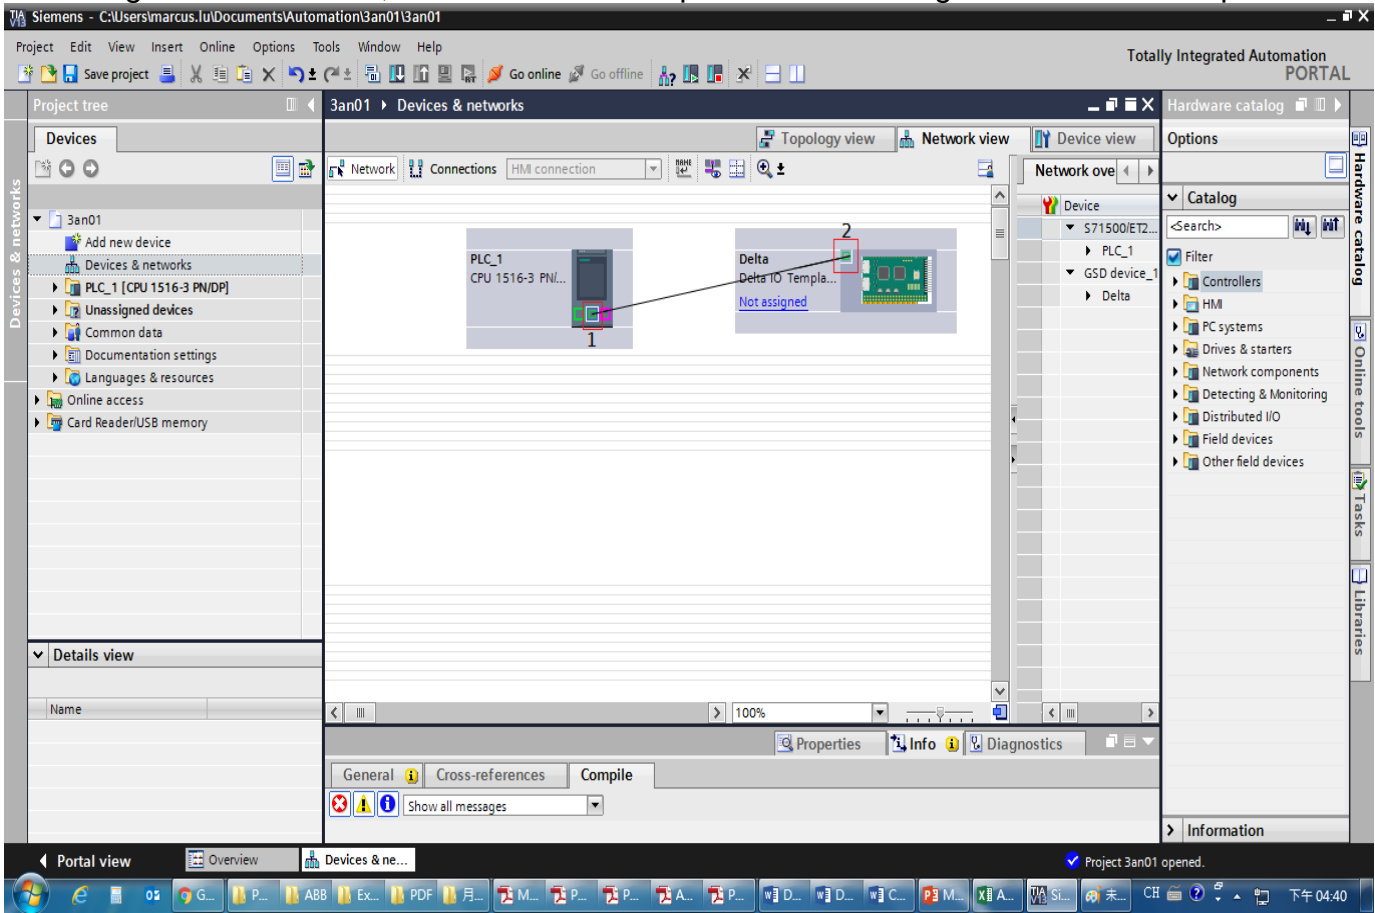 Siemens - C:\Users\marcus.lu\Documents\Automation\3an01\3an01
Project Edit View Insert Online Options Tools Window Help
Totally Integrated Automation
PORTAL
Save project
Go online
Go offline
Project tree
3an01 ▸ Devices & networks
Hardware catalog
Devices
Topology view
Network view
Device view
Options
Network
Connections
HMI connection
Network ove
Device
Catalog
3an01
S71500/ET2...
<Search>
Add new device
PLC_1
Filter
Devices & networks
GSD device_1
Controllers
PLC_1 [CPU 1516-3 PN/DP]
Delta
HMI
Unassigned devices
PC systems
Common data
Drives & starters
Documentation settings
Network components
Languages & resources
Detecting & Monitoring
Online access
Distributed I/O
Card Reader/USB memory
Field devices
Other field devices
PLC_1
CPU 1516-3 PN/...
1
2
Delta
Delta IO Templa...
Not assigned
Devices & networks
Hardware catalog
Online tools
Tasks
Libraries
Details view
Name
100%
Properties
Info
Diagnostics
General
Cross-references
Compile
Show all messages
Information
Portal view
Overview
Devices & ne...
Project 3an01 opened.
G... P... ABB Ex... PDF 月... M... P... P... A... P... D... D... C... M... A... Si... 未... CH 下午 04:40